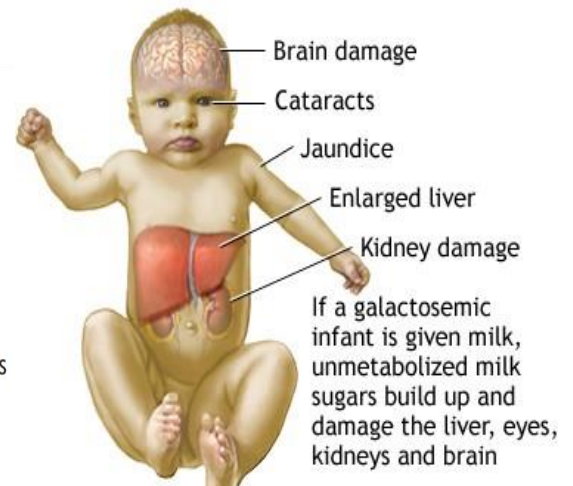 Brain damage
Cataracts
Jaundice
Enlarged liver
Kidney damage
If a galactosemic
infant is given milk,
unmetabolized milk
sugars build up and
damage the liver, eyes,
kidneys and brain
s